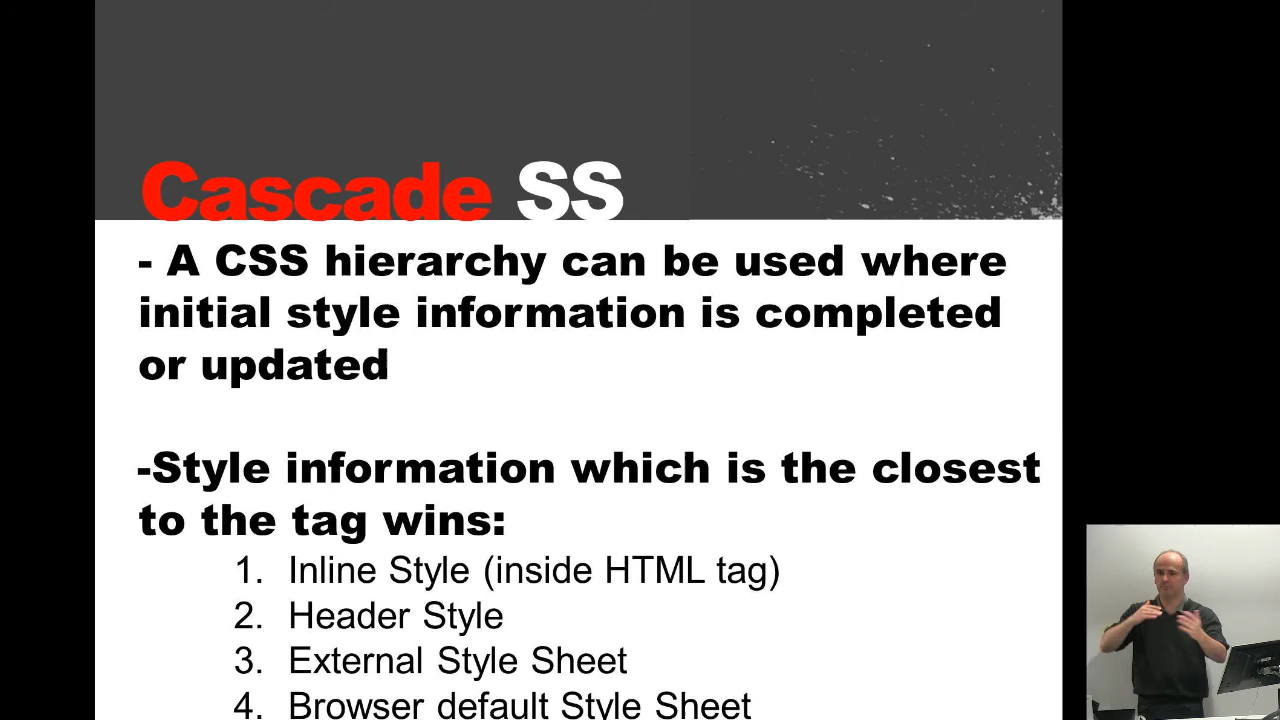 Cascade SS
- A CSS hierarchy can be used where
initial style information is completed
or updated
-Style information which is the closest
to the tag wins:
1. Inline Style (inside HTML tag)
2. Header Style
3. External Style Sheet
4. Browser default Style Sheet